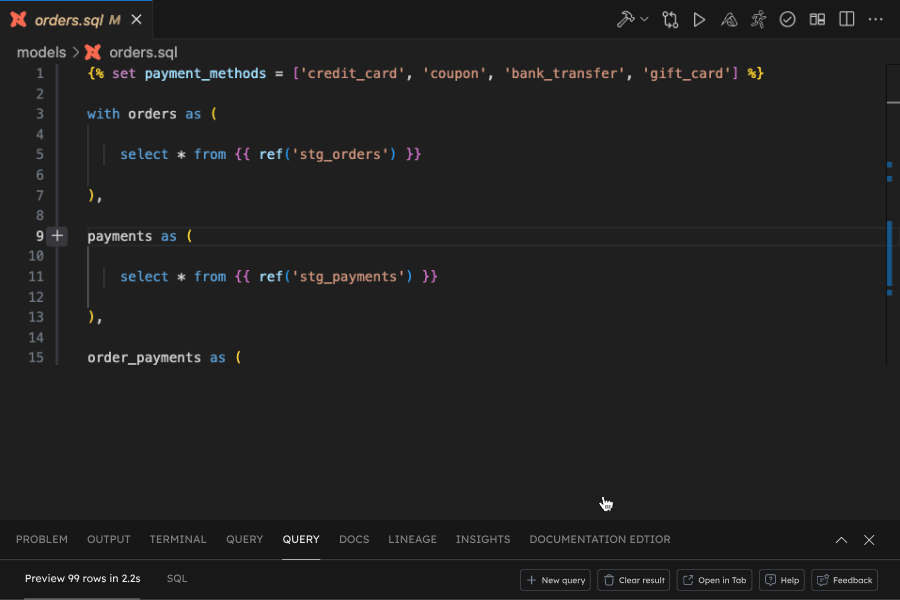 orders.sql M
models > orders.sql
1 {% set payment_methods = ['credit_card', 'coupon', 'bank_transfer', 'gift_card'] %}
2
3 with orders as (
4
5 select * from {{ ref('stg_orders') }}
6
7 ),
8
9 payments as (
10
11 select * from {{ ref('stg_payments') }}
12
13 ),
14
15 order_payments as (
PROBLEM OUTPUT TERMINAL QUERY QUERY DOCS LINEAGE INSIGHTS DOCUMENTATION EDTIOR
Preview 99 rows in 2.2s SQL New query Clear result Open in Tab Help Feedback